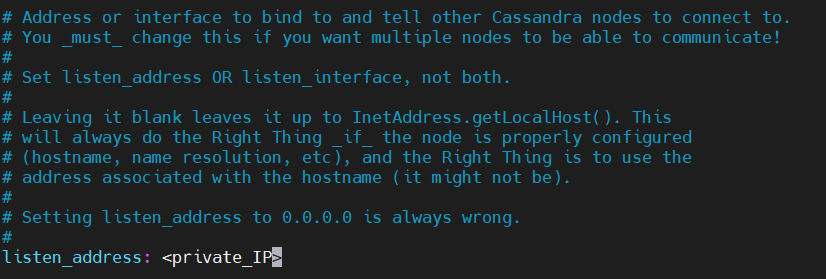 # Address or interface to bind to and tell other Cassandra nodes to connect to.
# You _must_ change this if you want multiple nodes to be able to communicate!
#
# Set listen_address OR listen_interface, not both.
#
# Leaving it blank leaves it up to InetAddress.getLocalHost(). This
# will always do the Right Thing _if_ the node is properly configured
# (hostname, name resolution, etc), and the Right Thing is to use the
# address associated with the hostname (it might not be).
#
# Setting listen_address to 0.0.0.0 is always wrong.
#
listen_address: <private_IP>